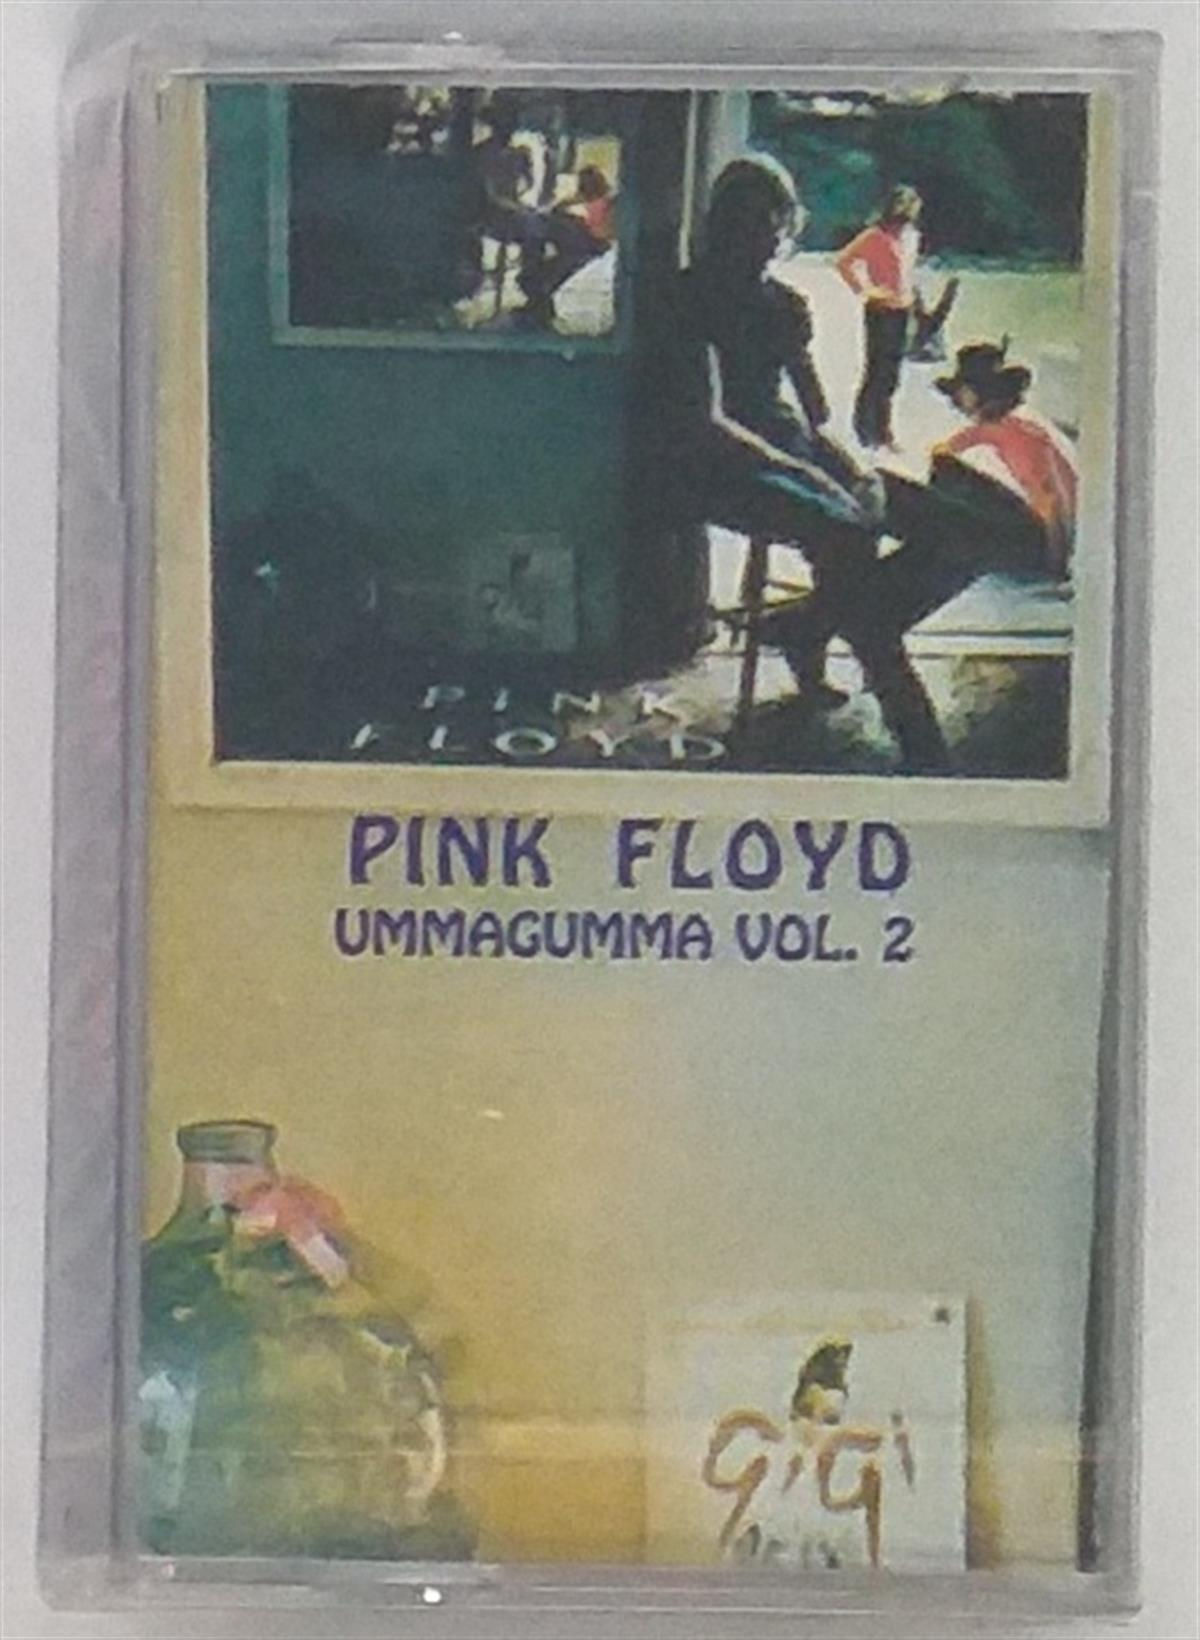 PINK
FLOYD
PINK FLOYD
UMMAGUMMA VOL. 2
GiGi